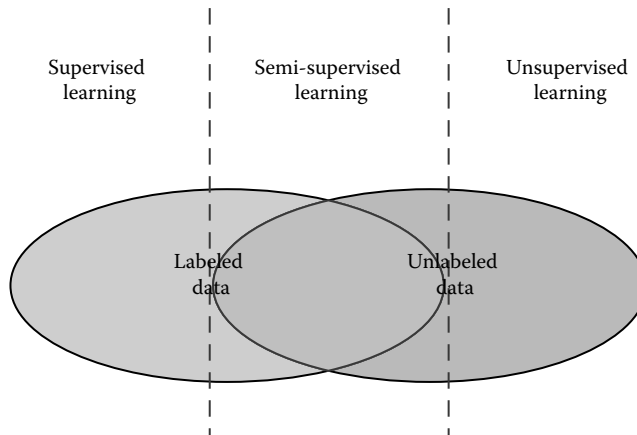 Supervised
learning
Semi-supervised
learning
Unsupervised
learning
Labeled
data
Unlabeled
data